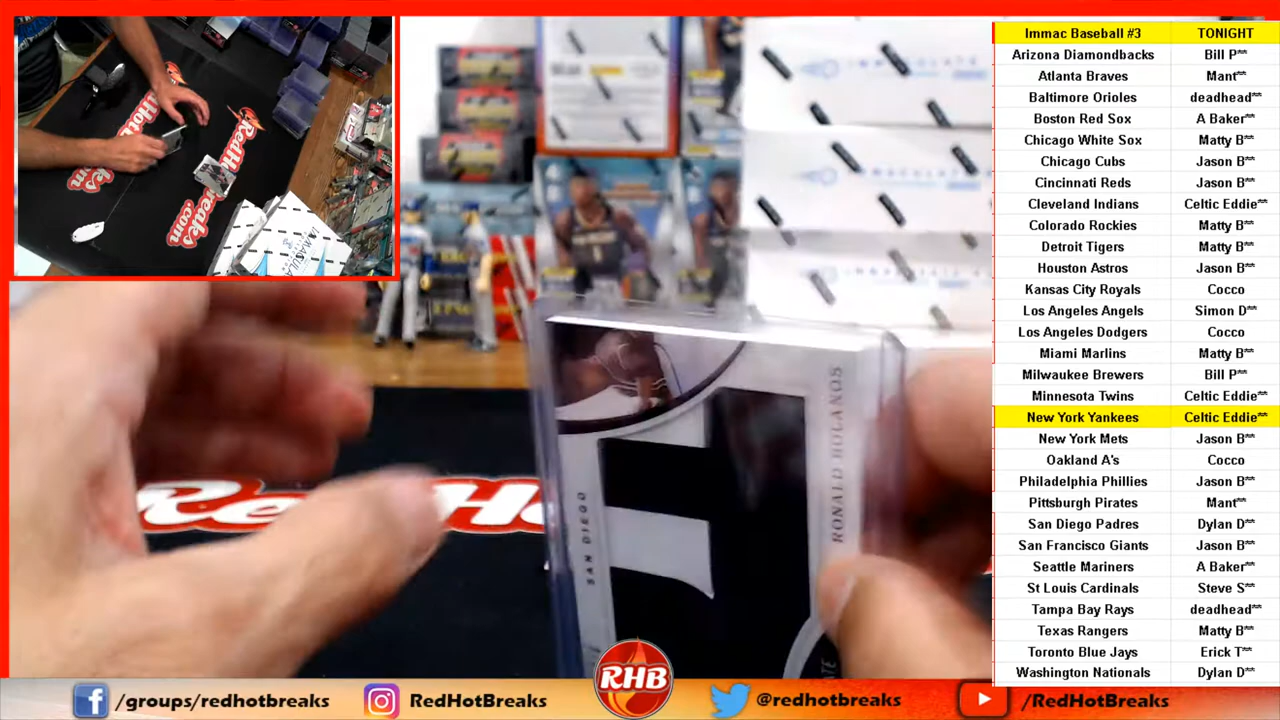 Immac Baseball #3 TONIGHT
Arizona Diamondbacks Bill P**
Atlanta Braves Mant**
Baltimore Orioles deadhead**
Boston Red Sox A Baker**
Chicago White Sox Matty B**
Chicago Cubs Jason B**
Cincinnati Reds Jason B**
Cleveland Indians Celtic Eddie**
Colorado Rockies Matty B**
Detroit Tigers Matty B**
Houston Astros Jason B**
Kansas City Royals Cocco
Los Angeles Angels Simon D**
Los Angeles Dodgers Cocco
Miami Marlins Matty B**
Milwaukee Brewers Bill P**
Minnesota Twins Celtic Eddie**
New York Yankees Celtic Eddie**
New York Mets Jason B**
Oakland A's Cocco
Philadelphia Phillies Jason B**
Pittsburgh Pirates Mant**
San Diego Padres Dylan D**
San Francisco Giants Jason B**
Seattle Mariners A Baker**
St Louis Cardinals Steve S**
Tampa Bay Rays deadhead**
Texas Rangers Matty B**
Toronto Blue Jays Erick T**
Washington Nationals Dylan D**
SAN DIEGO
RONALD BOLANOS
RHB
/groups/redhotbreaks RedHotBreaks @redhotbreaks /RedHotBreaks